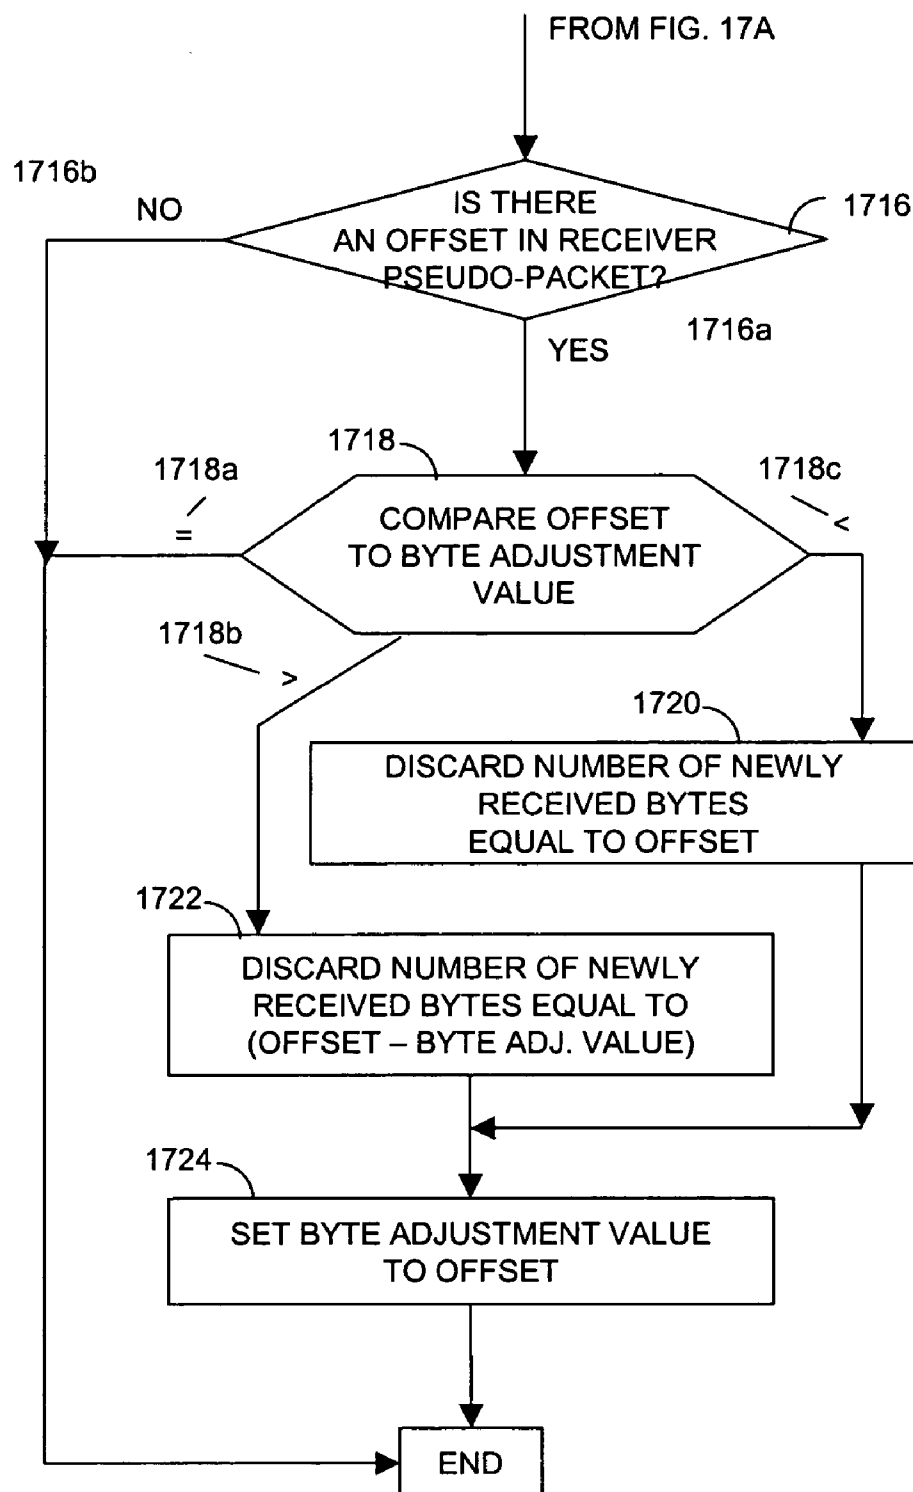 FROM FIG. 17A
1716b
NO
IS THERE
AN OFFSET IN RECEIVER
PSEUDO-PACKET?
1716
1716a
YES
1718
1718a
=
1718c
<
COMPARE OFFSET
TO BYTE ADJUSTMENT
VALUE
1718b
>
1720
DISCARD NUMBER OF NEWLY
RECEIVED BYTES
EQUAL TO OFFSET
1722
DISCARD NUMBER OF NEWLY
RECEIVED BYTES EQUAL TO
(OFFSET – BYTE ADJ. VALUE)
1724
SET BYTE ADJUSTMENT VALUE
TO OFFSET
END